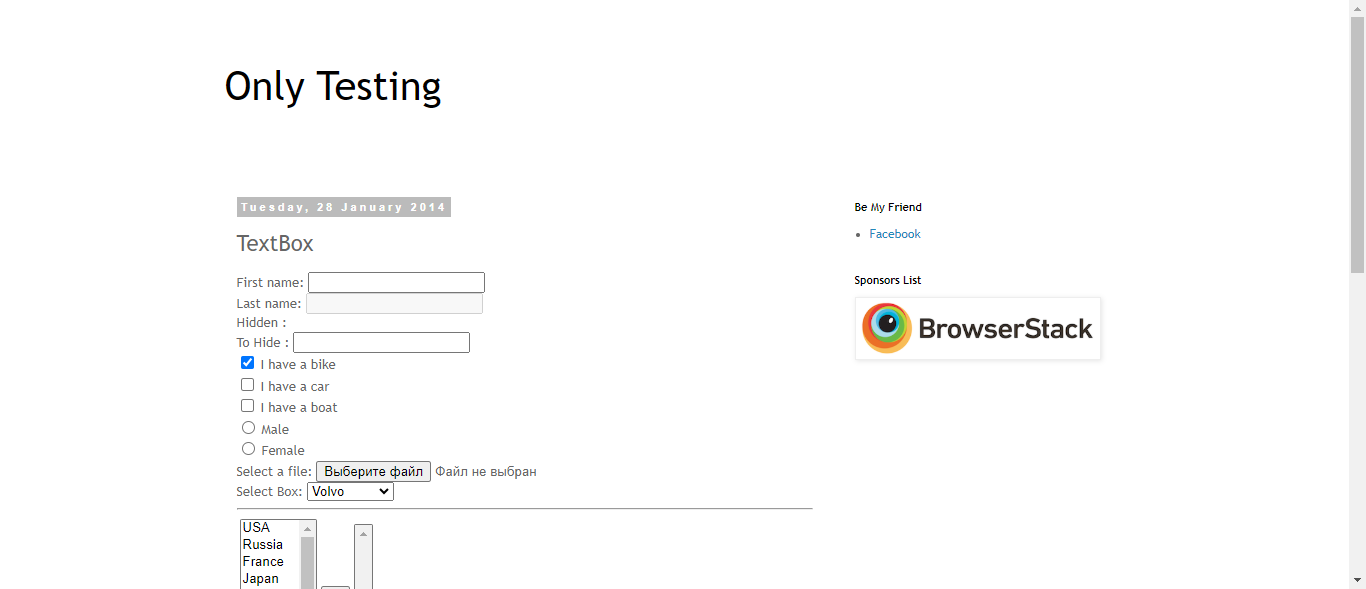 Only Testing
Tuesday, 28 January 2014
TextBox
First name:
Last name:
Hidden :
To Hide :
I have a bike
I have a car
I have a boat
Male
Female
Select a file: Выберите файл Файл не выбран
Select Box: Volvo
USA
Russia
France
Japan
Be My Friend
Facebook
Sponsors List
BrowserStack